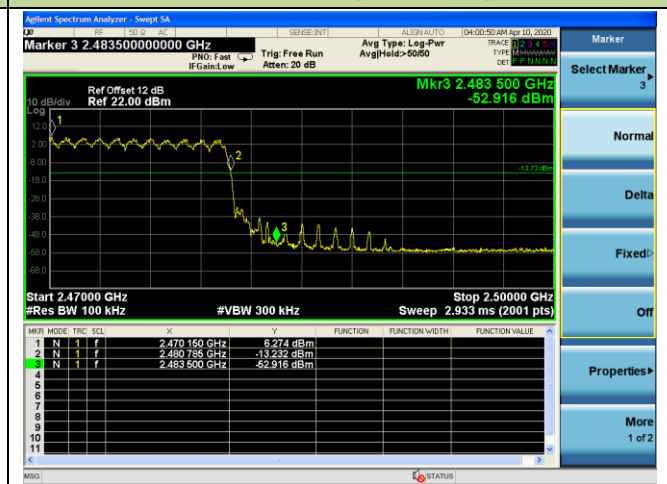 Agilent Spectrum Analyzer - Swept SA
RF 50 Ω AC SENSE:INT ALIGN AUTO 04:00:50 AM Apr 10, 2020
Marker 3 2.483500000000 GHz
PNO: Fast
IFGain:Low
Trig: Free Run
Atten: 20 dB
Avg Type: Log-Pwr
Avg|Hold:>50/50
TRACE 1 2 3 4 5 6
TYPE MWWWWW
DET P P N N N N
Mkr3 2.483 500 GHz
-52.916 dBm
Ref Offset 12 dB
10 dB/div Ref 22.00 dBm
Log
12.0
2.00
-8.00
-18.0
-28.0
-38.0
-48.0
-58.0
-68.0
1
2
3
-13.73 dBm
Start 2.47000 GHz Stop 2.50000 GHz
#Res BW 100 kHz #VBW 300 kHz Sweep 2.933 ms (2001 pts)
MKR MODE TRC SCL X Y FUNCTION FUNCTION WIDTH FUNCTION VALUE
1 N 1 f 2.470 150 GHz 6.274 dBm
2 N 1 f 2.480 785 GHz -13.232 dBm
3 N 1 f 2.483 500 GHz -52.916 dBm
4
5
6
7
8
9
10
11
MSG STATUS
Marker
Select Marker
3
Normal
Delta
Fixed
Off
Properties
More
1 of 2